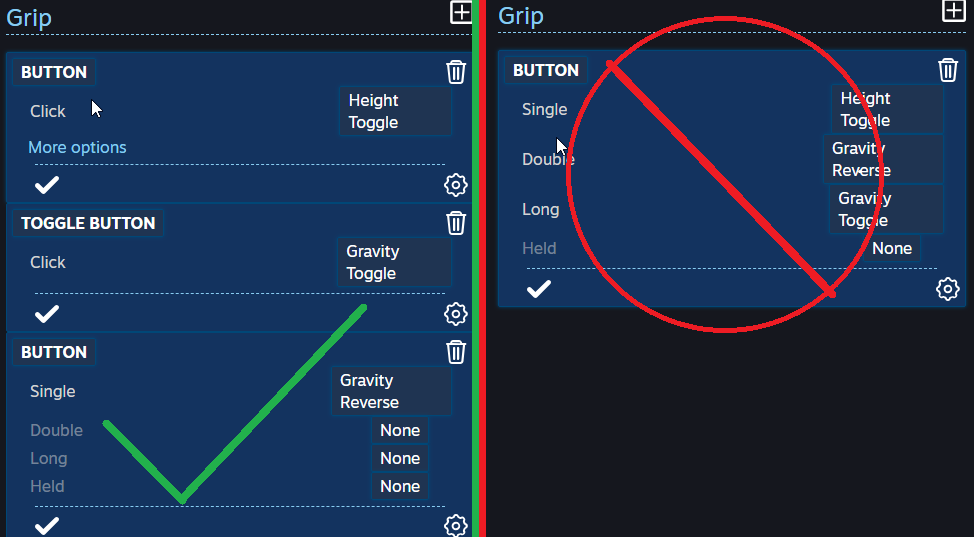 Grip
BUTTON
Click
Height
Toggle
More options
TOGGLE BUTTON
Click
Gravity
Toggle
BUTTON
Single
Gravity
Reverse
Double
None
Long
None
Held
None
Grip
BUTTON
Single
Height
Toggle
Double
Gravity
Reverse
Long
Gravity
Toggle
Held
None